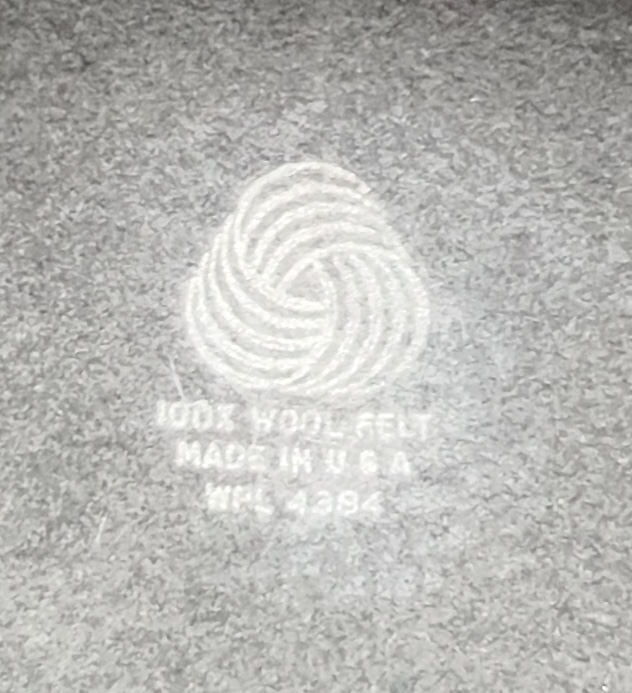 100% WOOL FELT
MADE IN U S A
WPL 4384